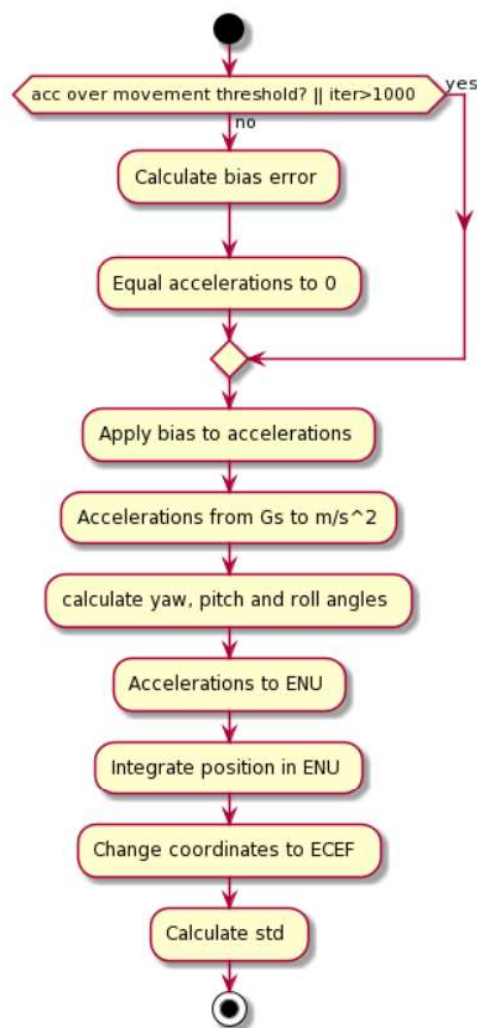 acc over movement threshold? || iter>1000
yes
no
Calculate bias error
Equal accelerations to 0
Apply bias to accelerations
Accelerations from Gs to m/s^2
calculate yaw, pitch and roll angles
Accelerations to ENU
Integrate position in ENU
Change coordinates to ECEF
Calculate std